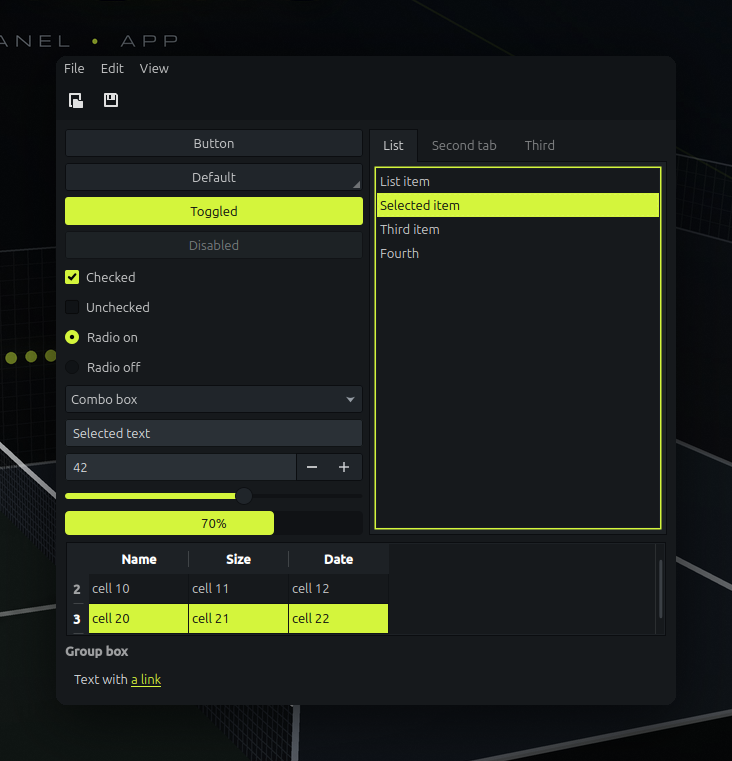 ANEL • APP
File Edit View
Button
Default
Toggled
Disabled
Checked
Unchecked
Radio on
Radio off
Combo box
Selected text
42
70%
List Second tab Third
List item
Selected item
Third item
Fourth
Name Size Date
2 cell 10 cell 11 cell 12
3 cell 20 cell 21 cell 22
Group box
Text with a link